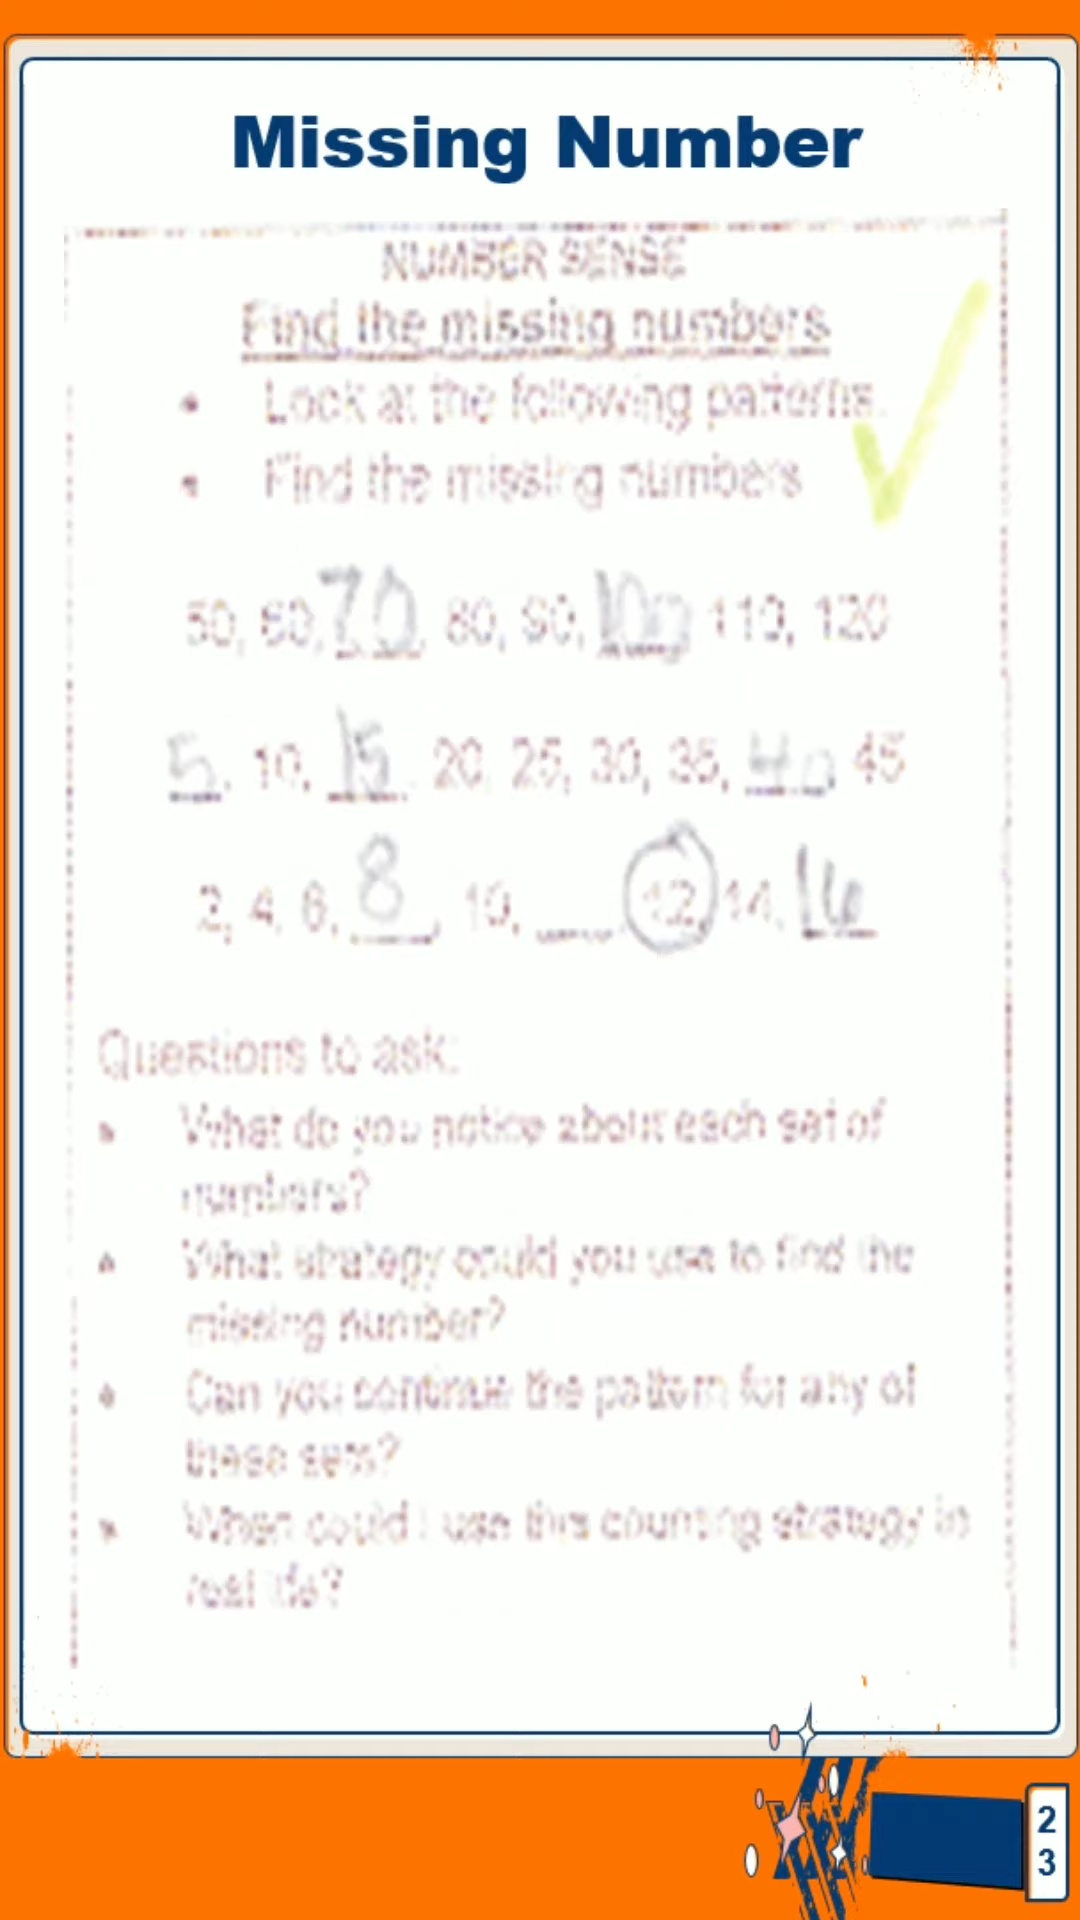 Missing Number
NUMBER SENSE
Find the missing numbers
Look at the following patterns.
Find the missing numbers
50, 60, 70, 80, 90, 100, 110, 120
5, 10, 15, 20, 25, 30, 35, 40, 45
2, 4, 6, 8, 10, ___ 12, 14, 16
Questions to ask:
What do you notice about each set of
numbers?
What strategy could you use to find the
missing number?
Can you continue the pattern for any of
these sets?
When could I use this counting strategy in
real life?
2
3